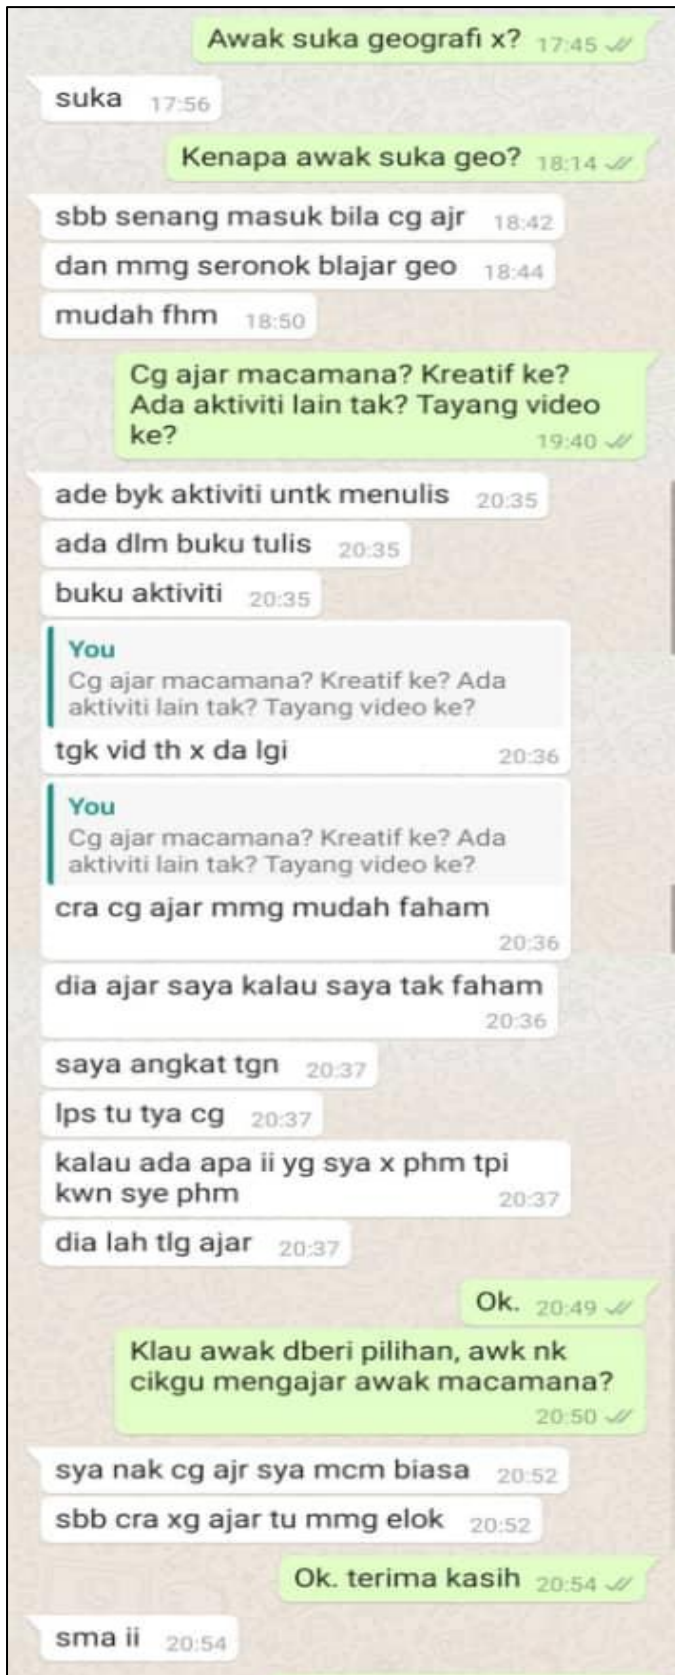 Awak suka geografi x? 17:45
suka 17:56
Kenapa awak suka geo? 18:14
sbb senang masuk bila cg ajr 18:42
dan mmg seronok blajar geo 18:44
mudah fhm 18:50
Cg ajar macamana? Kreatif ke?
Ada aktiviti lain tak? Tayang video
ke? 19:40
ade byk aktiviti untk menulis 20:35
ada dlm buku tulis 20:35
buku aktiviti 20:35
You
Cg ajar macamana? Kreatif ke? Ada
aktiviti lain tak? Tayang video ke?
tgk vid th x da lgi 20:36
You
Cg ajar macamana? Kreatif ke? Ada
aktiviti lain tak? Tayang video ke?
cra cg ajar mmg mudah faham
20:36
dia ajar saya kalau saya tak faham
20:36
saya angkat tgn 20:37
lps tu tya cg 20:37
kalau ada apa ii yg sya x phm tpi
kwn sye phm 20:37
dia lah tlg ajar 20:37
Ok. 20:49
Klau awak dberi pilihan, awk nk
cikgu mengajar awak macamana?
20:50
sya nak cg ajr sya mcm biasa 20:52
sbb cra xg ajar tu mmg elok 20:52
Ok. terima kasih 20:54
sma ii 20:54